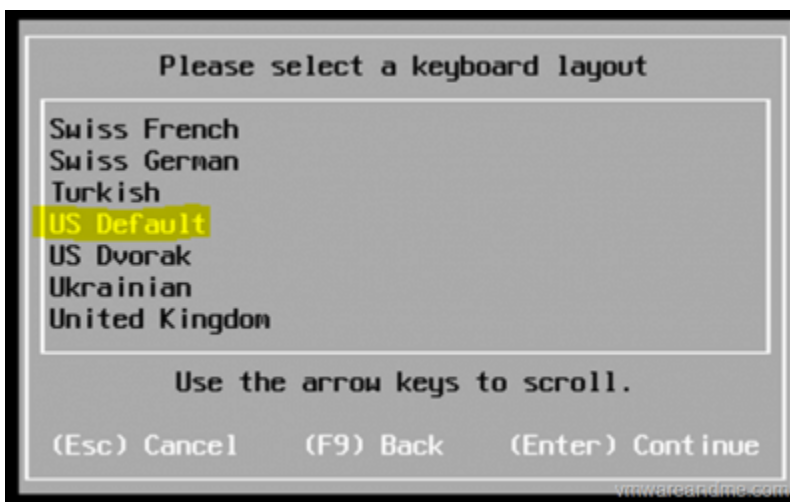 Please select a keyboard layout
Swiss French
Swiss German
Turkish
US Default
US Dvorak
Ukrainian
United Kingdom
Use the arrow keys to scroll.
(Esc) Cancel (F9) Back (Enter) Continue
vmwareandme.com